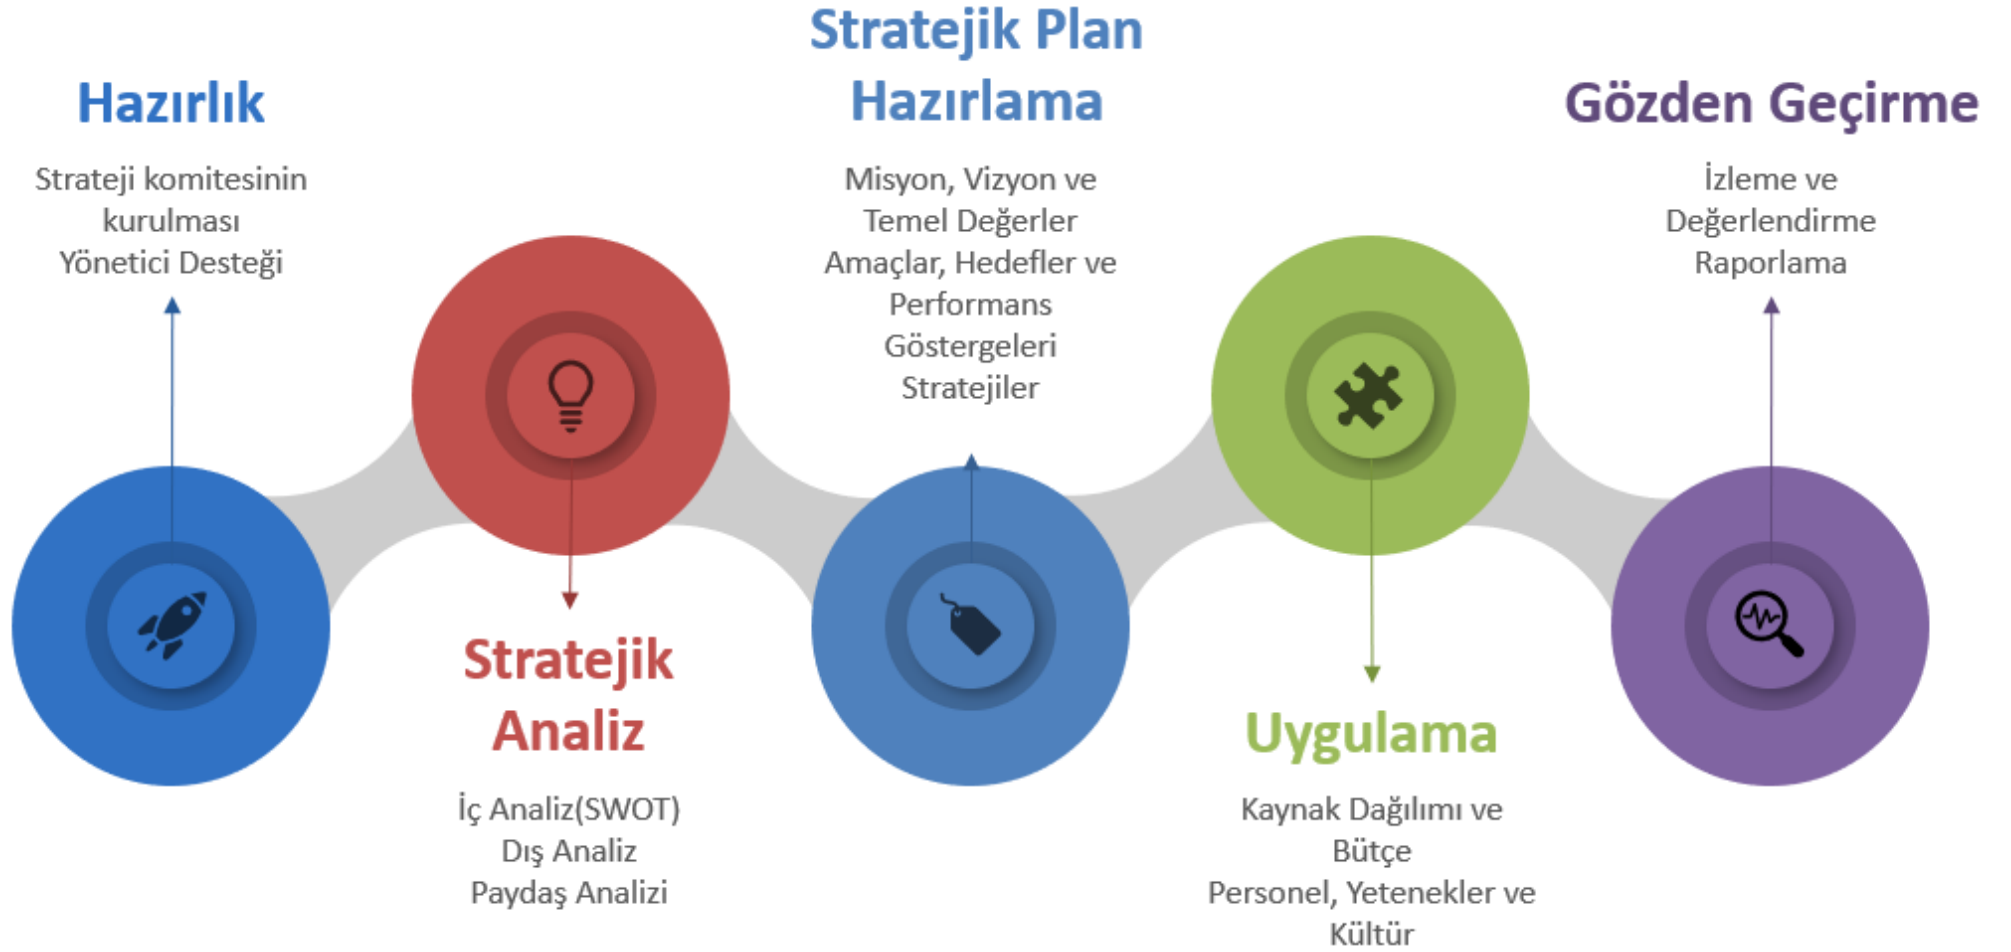 Hazırlık
Strateji komitesinin
kurulması
Yönetici Desteği
Stratejik
Analiz
İç Analiz(SWOT)
Dış Analiz
Paydaş Analizi
Stratejik Plan
Hazırlama
Misyon, Vizyon ve
Temel Değerler
Amaçlar, Hedefler ve
Performans
Göstergeleri
Stratejiler
Uygulama
Kaynak Dağılımı ve
Bütçe
Personel, Yetenekler ve
Kültür
Gözden Geçirme
İzleme ve
Değerlendirme
Raporlama